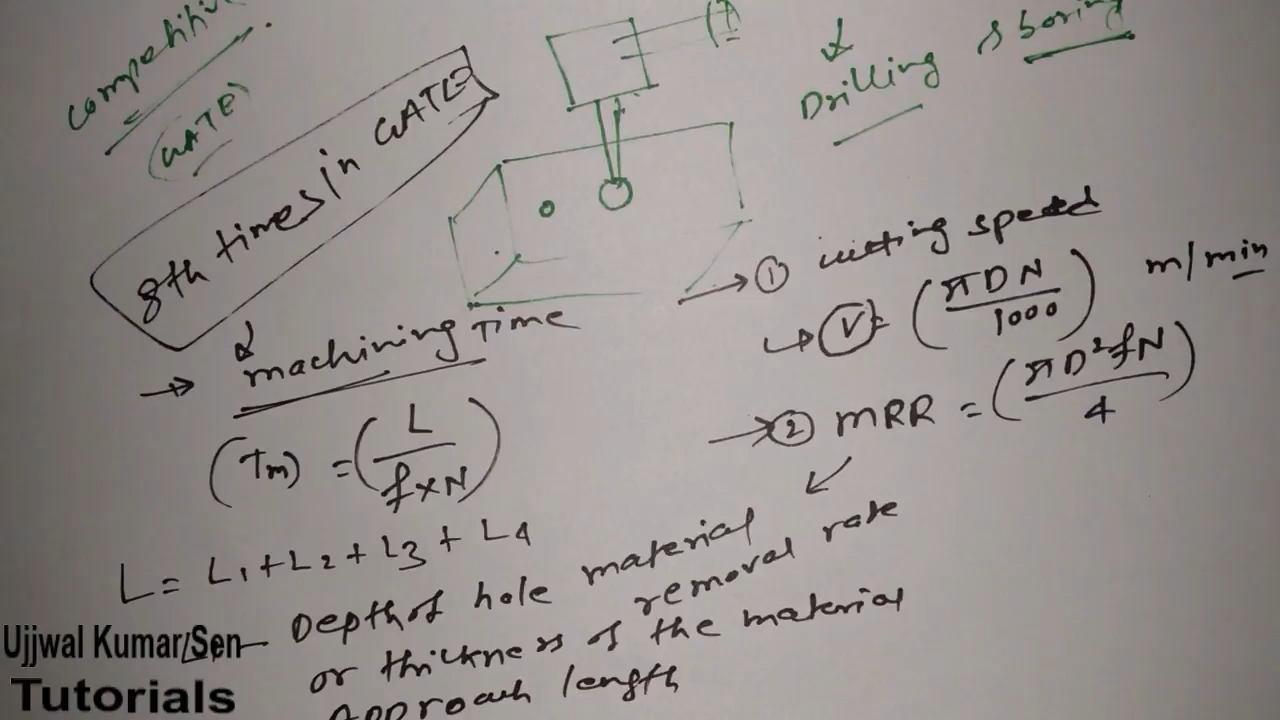 competitive
(GATE)
8th times In GATE
(T)
Drilling & boring
→ machining Time
(Tm) = (L / f×N)
L = L1 + L2 + L3 + L4
→ ① cutting speed
↳ V = (πDN / 1000) m/min
→ ② MRR = (πD²fN / 4)
material
removal rate
Depth of hole
or thickness of the material
Approach length
Ujjwal Kumar Sen
Tutorials